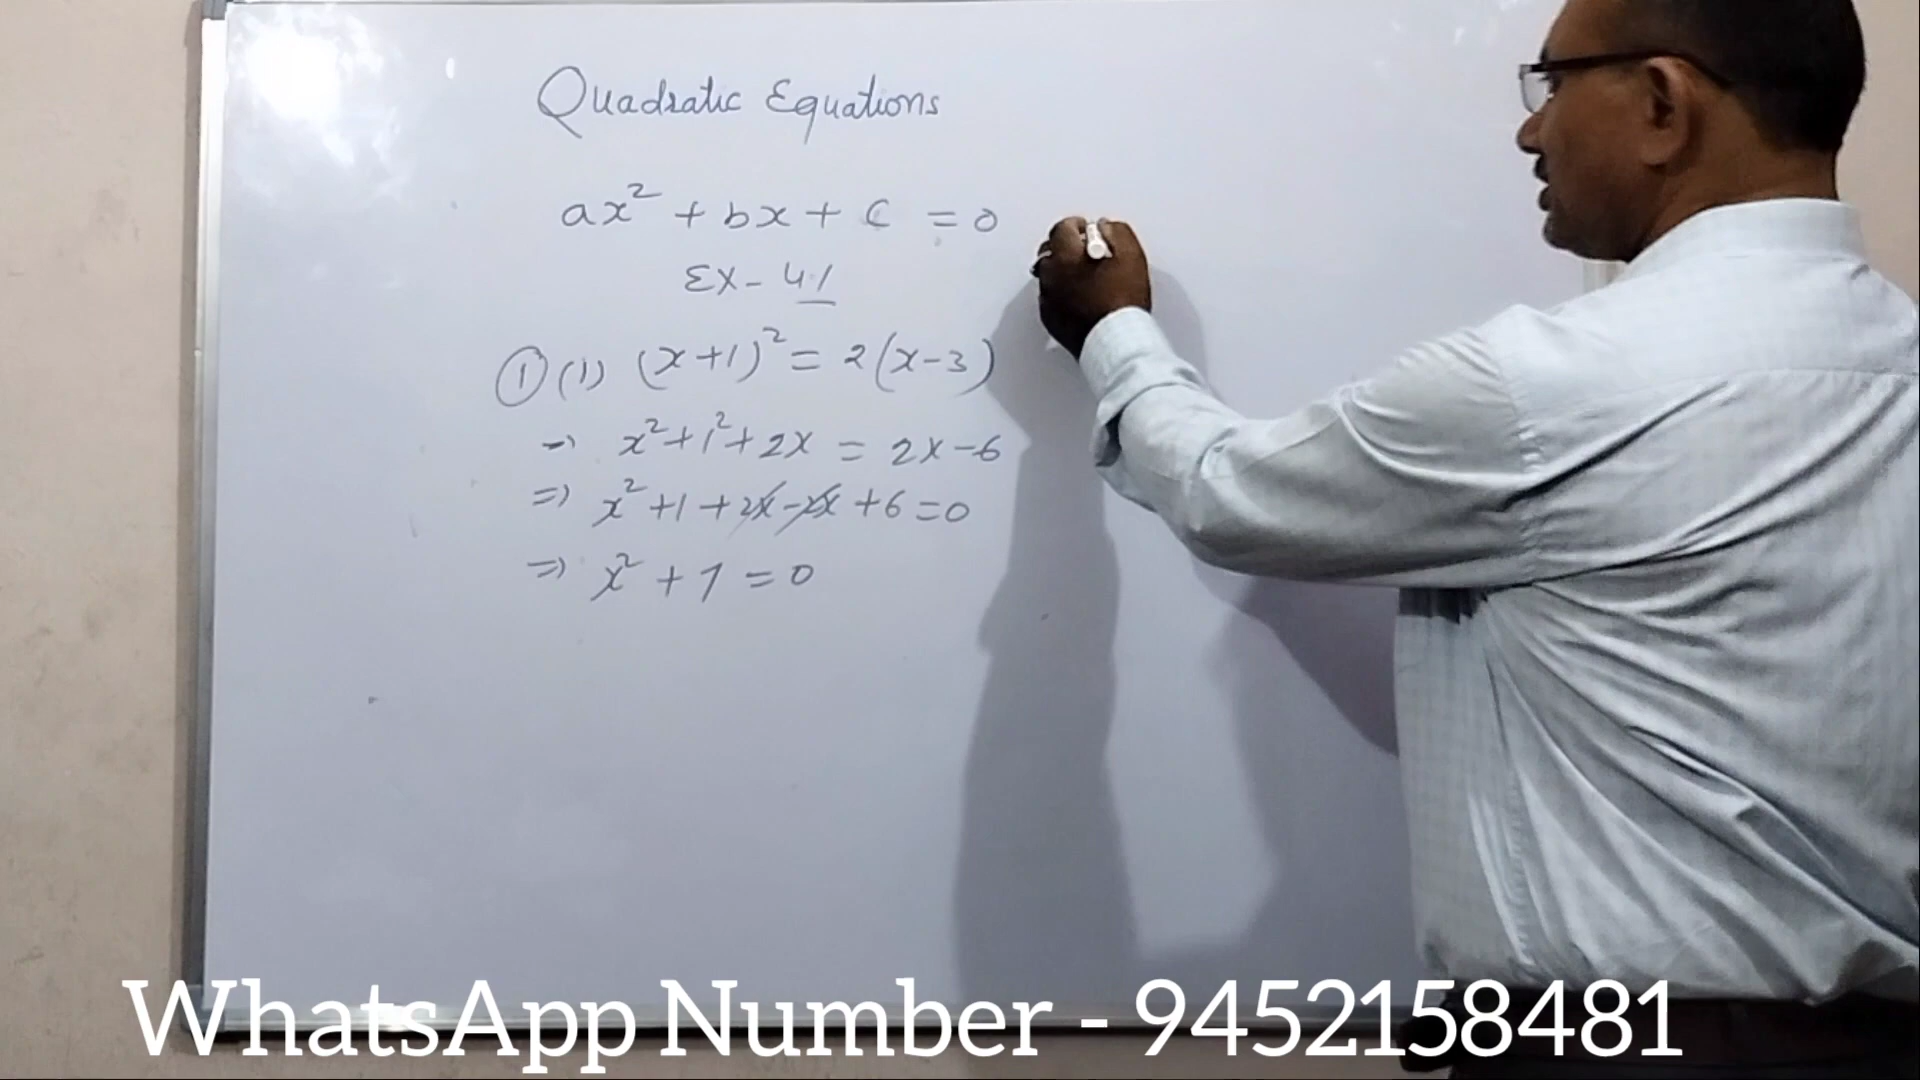 Quadratic Equations
ax² + bx + c = 0
Ex - 4.1
① (1) (x+1)² = 2(x-3)
→ x²+1²+2x = 2x-6
⇒ x²+1+2x-2x+6=0
⇒ x²+7=0
WhatsApp Number - 9452158481